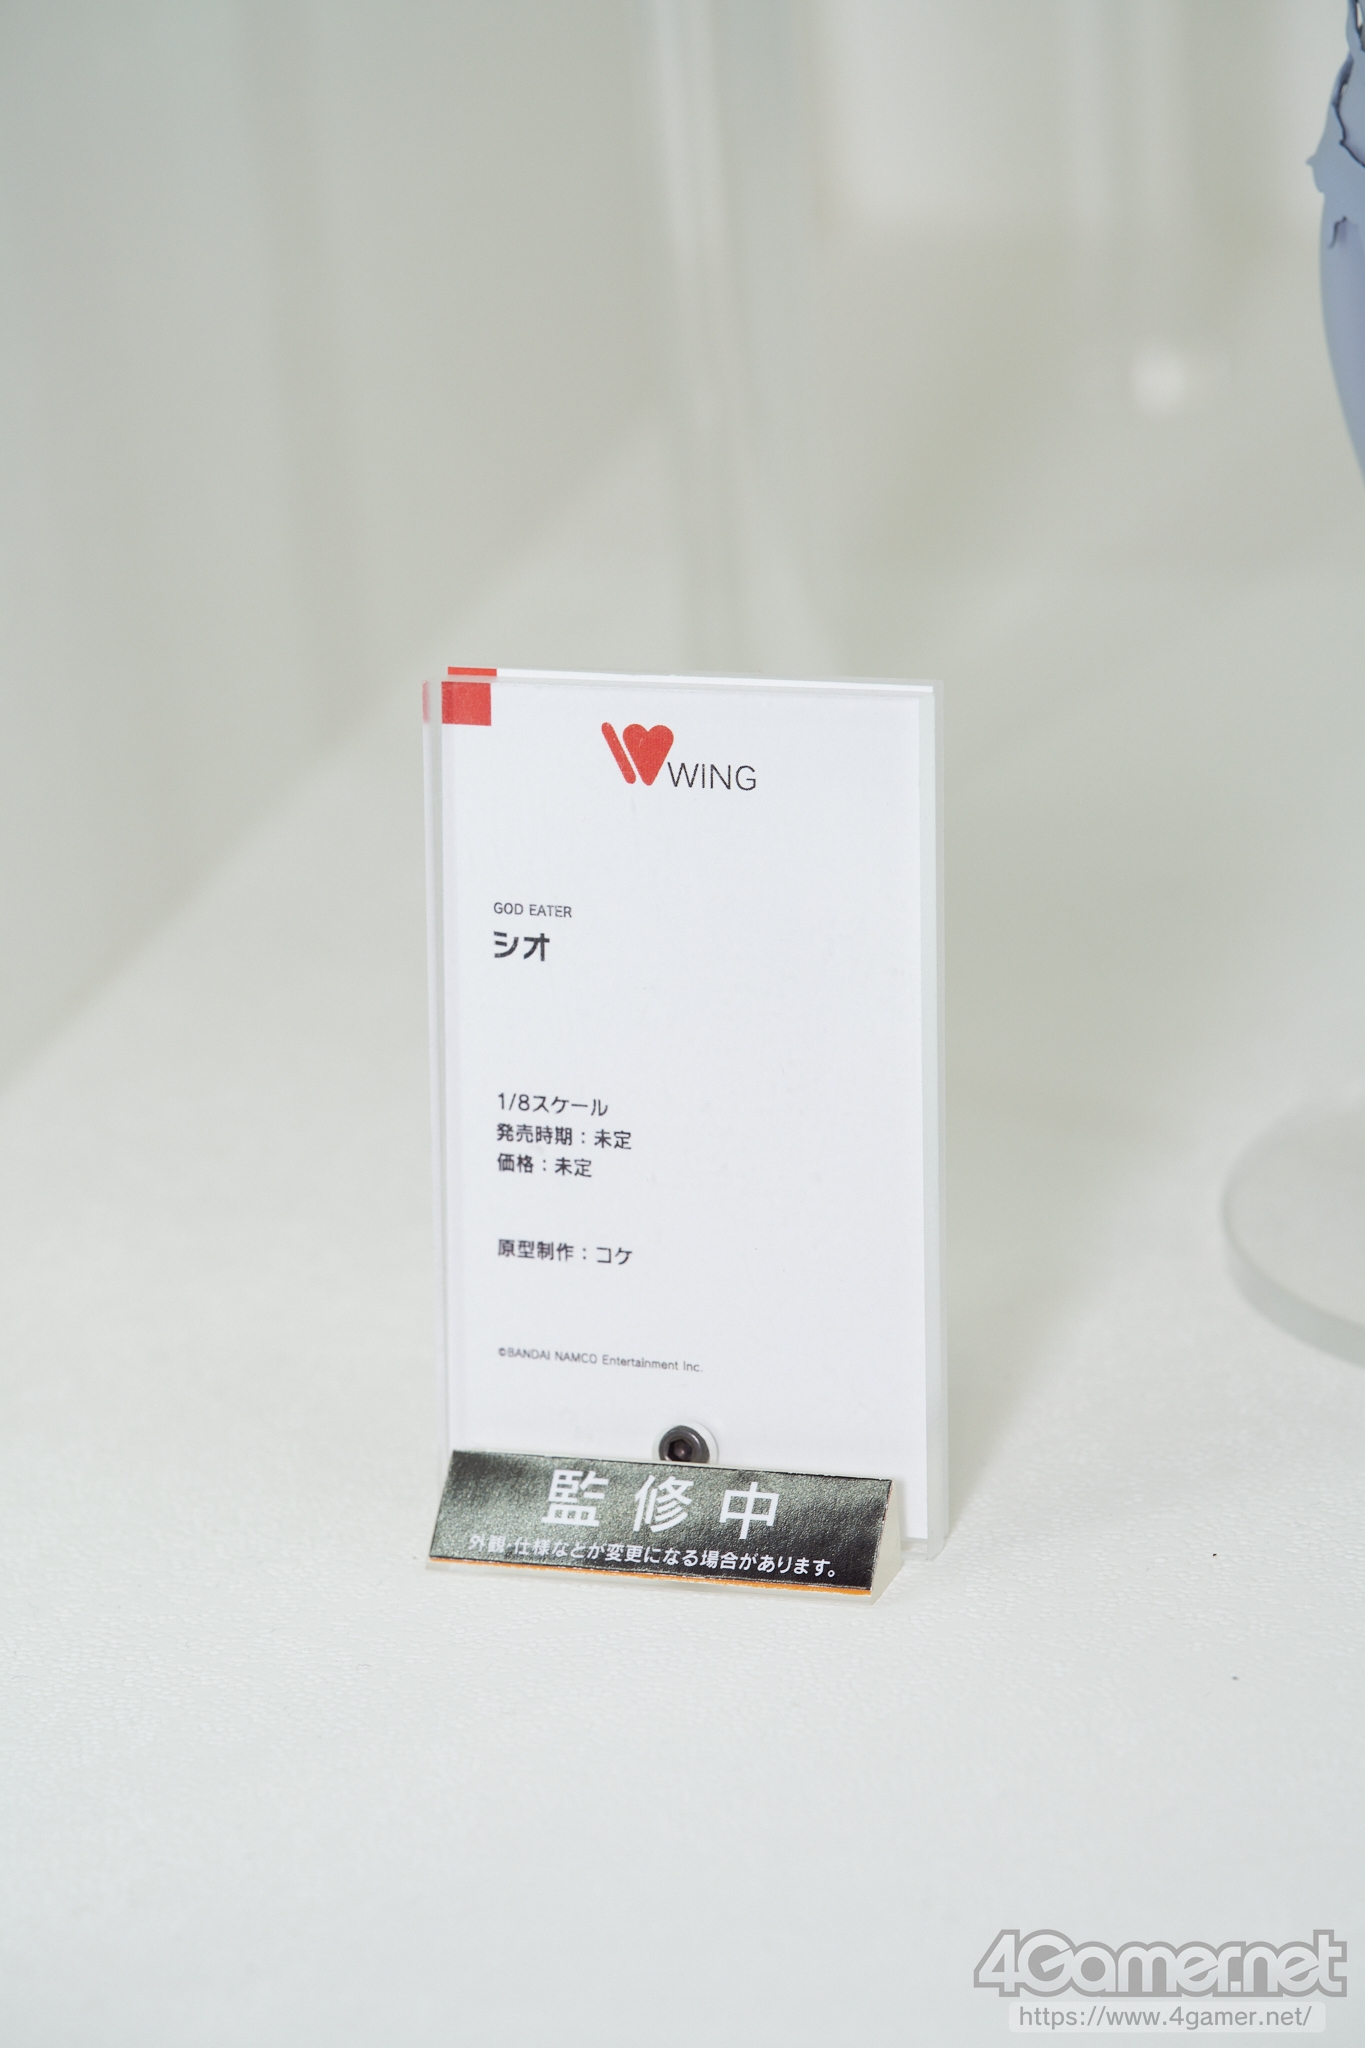 WING
GOD EATER
シオ
1/8スケール
発売時期：未定
価格：未定
原型制作：コケ
©BANDAI NAMCO Entertainment Inc.
監修中
外観・仕様などが変更になる場合があります。
4Gamer.net
https://www.4gamer.net/